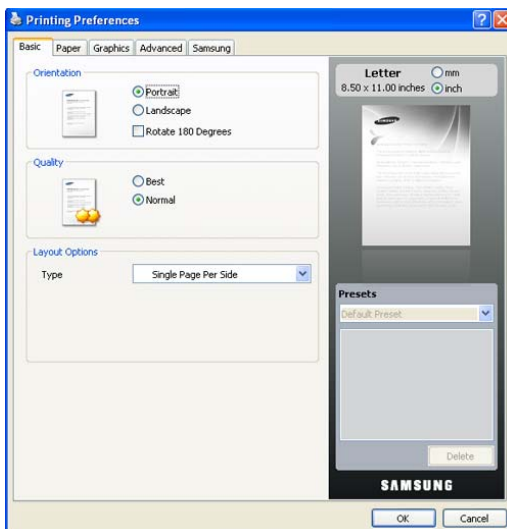 Printing Preferences
Basic Paper Graphics Advanced Samsung
Orientation
Portrait
Landscape
Rotate 180 Degrees
Quality
Best
Normal
Layout Options
Type Single Page Per Side
Letter mm
8.50 x 11.00 inches inch
SAMSUNG
Presets
Default Preset
Delete
SAMSUNG
OK Cancel